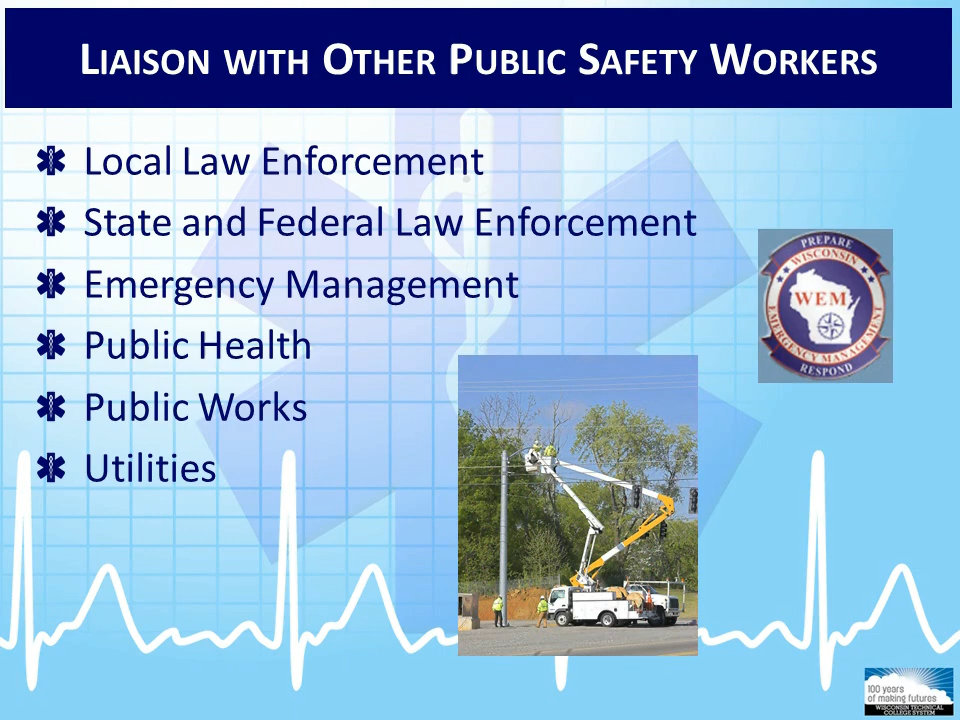 LIAISON WITH OTHER PUBLIC SAFETY WORKERS
Local Law Enforcement
State and Federal Law Enforcement
Emergency Management
Public Health
Public Works
Utilities
PREPARE
WISCONSIN
WEM
EMERGENCY MANAGEMENT
RESPOND
100 years
of making futures
WISCONSIN TECHNICAL
COLLEGE SYSTEM